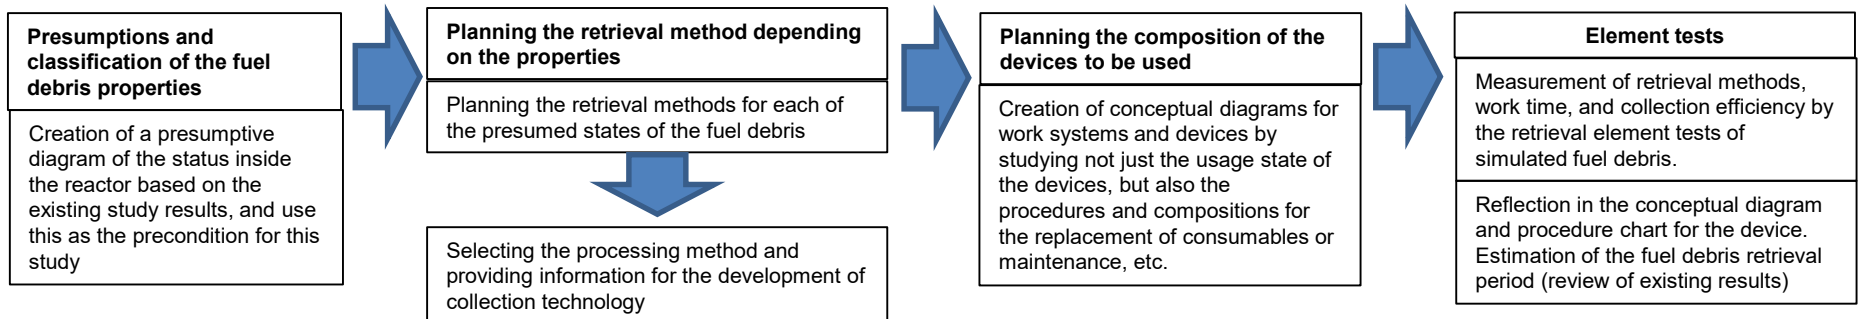 Presumptions and
classification of the fuel
debris properties
Creation of a presumptive
diagram of the status inside
the reactor based on the
existing study results, and use
this as the precondition for this
study
Planning the retrieval method depending
on the properties
Planning the retrieval methods for each of
the presumed states of the fuel debris
Selecting the processing method and
providing information for the development of
collection technology
Planning the composition of the
devices to be used
Creation of conceptual diagrams for
work systems and devices by
studying not just the usage state of
the devices, but also the
procedures and compositions for
the replacement of consumables or
maintenance, etc.
Element tests
Measurement of retrieval methods,
work time, and collection efficiency by
the retrieval element tests of
simulated fuel debris.
Reflection in the conceptual diagram
and procedure chart for the device.
Estimation of the fuel debris retrieval
period (review of existing results)